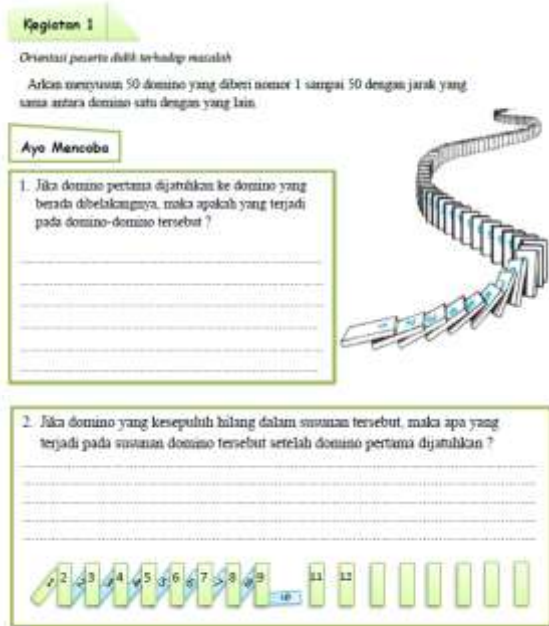 Kegiatan 1
Orientasi peserta didik terhadap masalah
Arkan menyusun 50 domino yang diberi nomor 1 sampai 50 dengan jarak yang
sama antara domino satu dengan yang lain.
Ayo Mencoba
1. Jika domino pertama dijatuhkan ke domino yang
berada dibelakangnya, maka apakah yang terjadi
pada domino-domino tersebut ?
2. Jika domino yang kesepuluh hilang dalam susunan tersebut, maka apa yang
terjadi pada susunan domino tersebut setelah domino pertama dijatuhkan ?
2 3 4 5 6 7 8 9 11 12